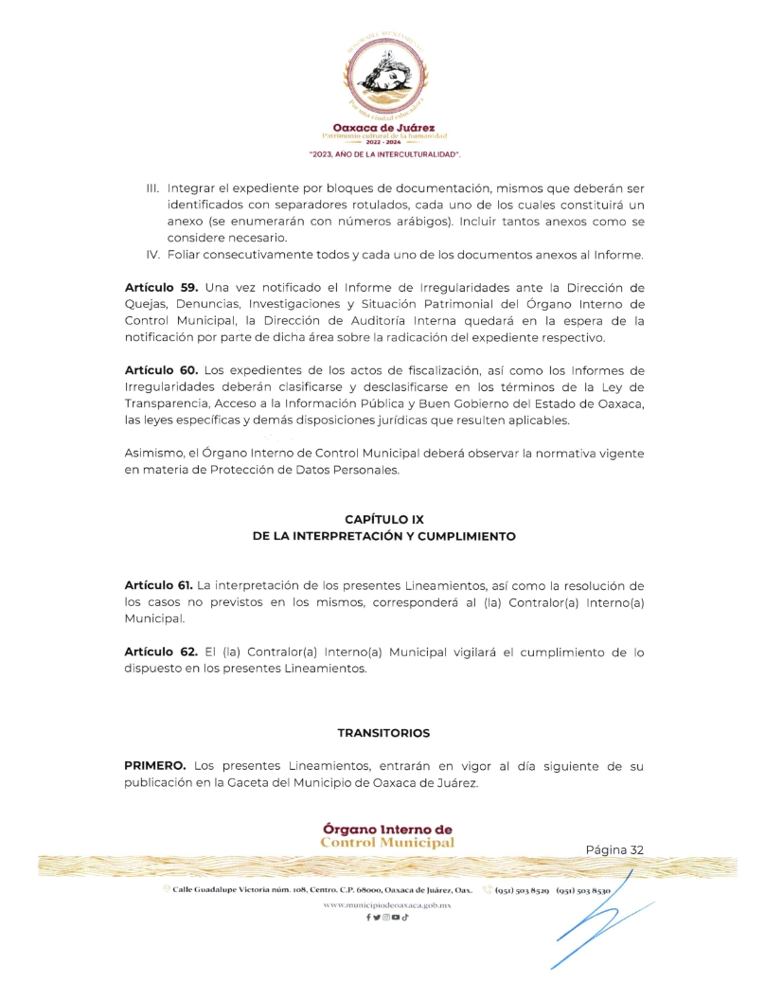 HONORABLE AYUNTAMIENTO
Por una ciudad educadora
Oaxaca de Juárez
Patrimonio cultural de la humanidad
2022 - 2024
"2023, AÑO DE LA INTERCULTURALIDAD".
III. Integrar el expediente por bloques de documentación, mismos que deberán ser
identificados con separadores rotulados, cada uno de los cuales constituirá un
anexo (se enumerarán con números arábigos). Incluir tantos anexos como se
considere necesario.
IV. Foliar consecutivamente todos y cada uno de los documentos anexos al Informe.
Artículo 59. Una vez notificado el Informe de Irregularidades ante la Dirección de
Quejas, Denuncias, Investigaciones y Situación Patrimonial del Órgano Interno de
Control Municipal, la Dirección de Auditoría Interna quedará en la espera de la
notificación por parte de dicha área sobre la radicación del expediente respectivo.
Artículo 60. Los expedientes de los actos de fiscalización, así como los Informes de
Irregularidades deberán clasificarse y desclasificarse en los términos de la Ley de
Transparencia, Acceso a la Información Pública y Buen Gobierno del Estado de Oaxaca,
las leyes específicas y demás disposiciones jurídicas que resulten aplicables.
Asimismo, el Órgano Interno de Control Municipal deberá observar la normativa vigente
en materia de Protección de Datos Personales.
CAPÍTULO IX
DE LA INTERPRETACIÓN Y CUMPLIMIENTO
Artículo 61. La interpretación de los presentes Lineamientos, así como la resolución de
los casos no previstos en los mismos, corresponderá al (la) Contralor(a) Interno(a)
Municipal.
Artículo 62. El (la) Contralor(a) Interno(a) Municipal vigilará el cumplimiento de lo
dispuesto en los presentes Lineamientos.
TRANSITORIOS
PRIMERO. Los presentes Lineamientos, entrarán en vigor al día siguiente de su
publicación en la Gaceta del Municipio de Oaxaca de Juárez.
Órgano Interno de
Control Municipal
Página 32
Calle Guadalupe Victoria núm. 108, Centro. C.P. 68000, Oaxaca de Juárez, Oax. (951) 503 8529 (951) 503 8530
www.municipiodeoaxaca.gob.mx